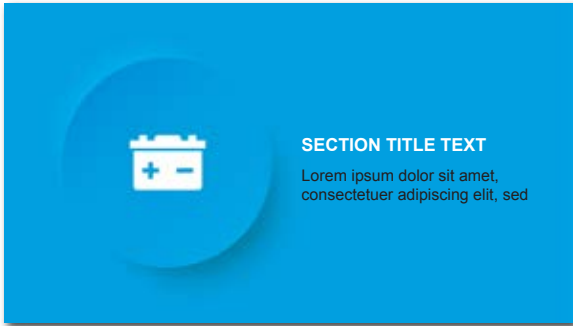 SECTION TITLE TEXT
Lorem ipsum dolor sit amet,
consectetuer adipiscing elit, sed